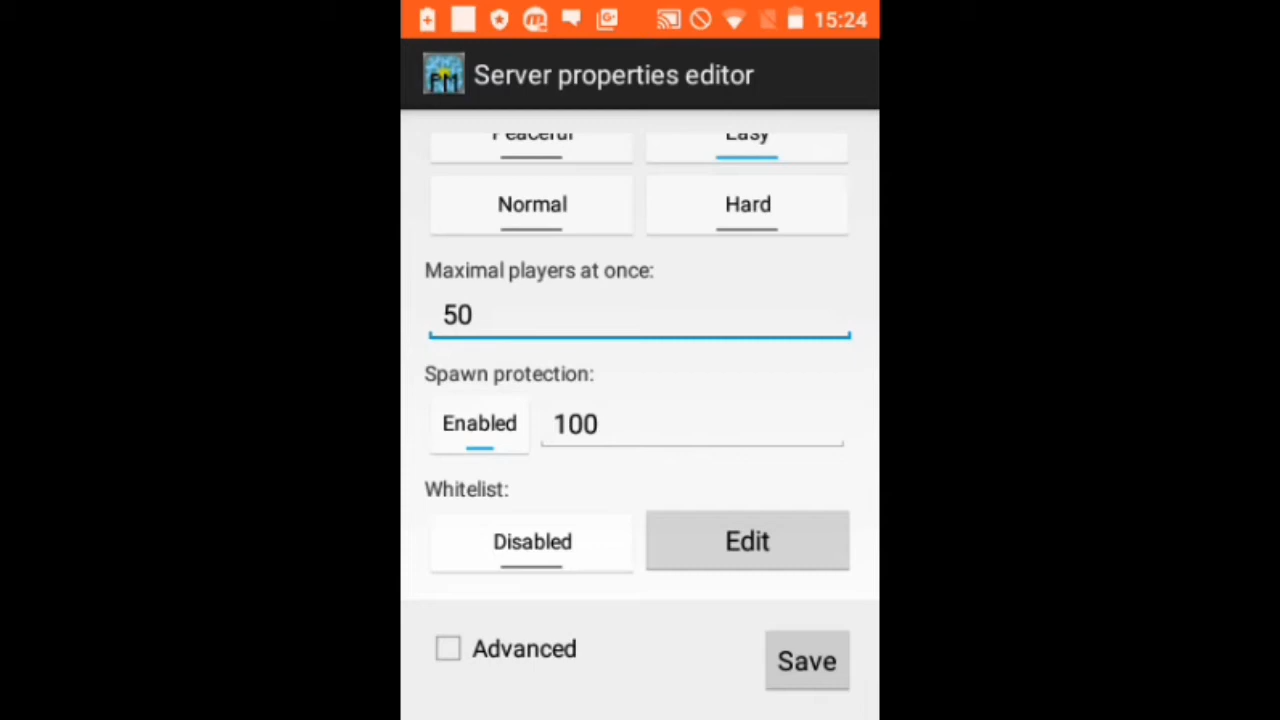 15:24
PM Server properties editor
Peaceful Easy
Normal Hard
Maximal players at once:
50
Spawn protection:
Enabled 100
Whitelist:
Disabled Edit
Advanced Save